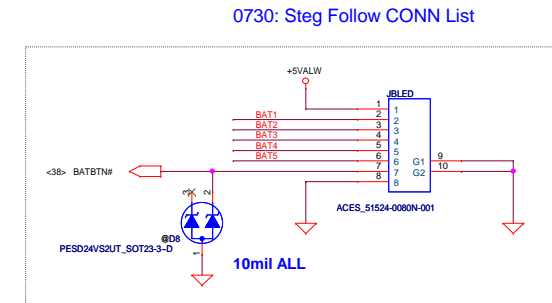 0730: Steg Follow CONN List
+5VALW
JBLED
1 1
BAT1 2 2
BAT2 3 3
BAT3 4 4
BAT4 5 5
BAT5 6 6 G1 9
<38> BATBTN# 7 7 G2 10
8 8
3 2
ACES_51524-0080N-001
@D8
PESD24VS2UT_SOT23-3~D
1
10mil ALL